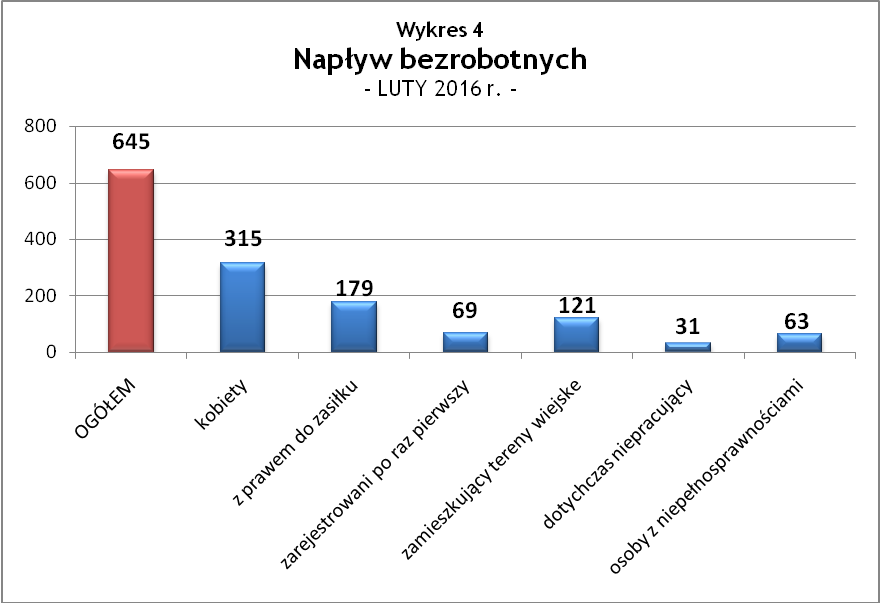 Wykres 4
Napływ bezrobotnych
- LUTY 2016 r. -
800
600
400
200
0
645
315
179
69
121
31
63
OGÓŁEM
kobiety
z prawem do zasiłku
zarejestrowani po raz pierwszy
zamieszkujący tereny wiejske
dotychczas niepracujący
osoby z niepełnosprawnościami